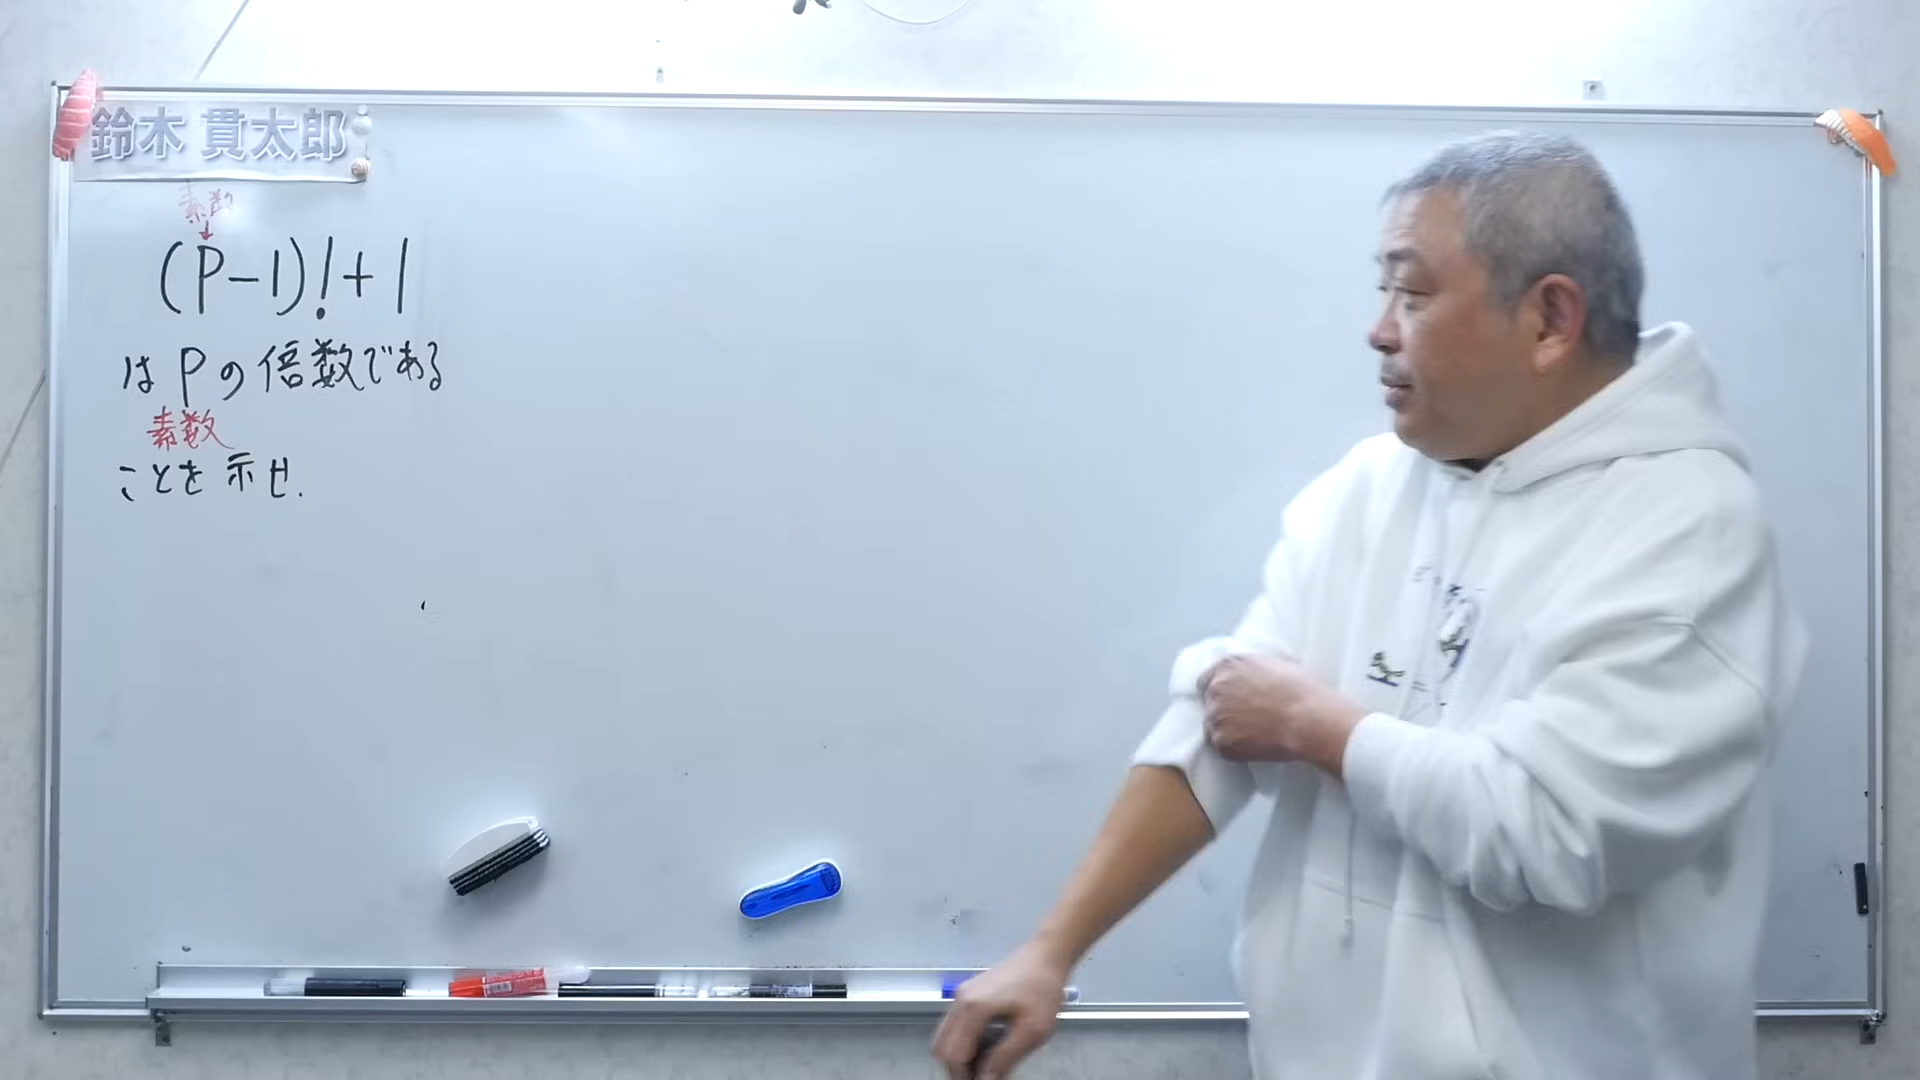 鈴木 貫太郎
素数
(P-1)!+1
はPの倍数である
素数
ことを示せ.